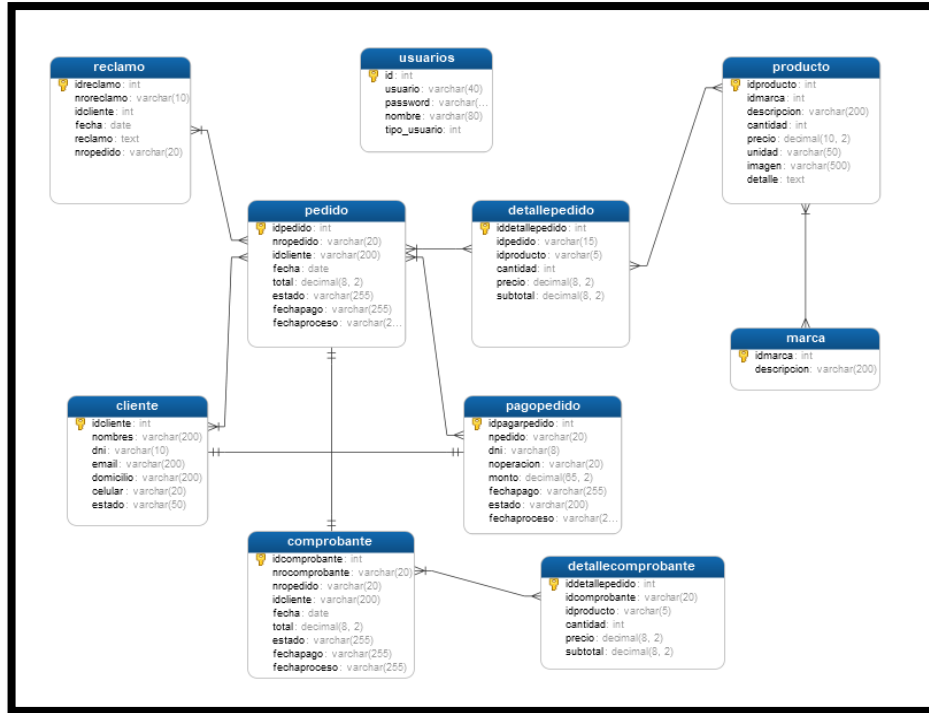 reclamo
idreclamo: int
nroreclamo: varchar(10)
idcliente: int
fecha: date
reclamo: text
nropedido: varchar(20)
usuarios
id: int
usuario: varchar(40)
password: varchar(...
nombre: varchar(80)
tipo_usuario: int
producto
idproducto: int
idmarca: int
descripcion: varchar(200)
cantidad: int
precio: decimal(10, 2)
unidad: varchar(50)
imagen: varchar(500)
detalle: text
pedido
idpedido: int
nropedido: varchar(20)
idcliente: varchar(200)
fecha: date
total: decimal(8, 2)
estado: varchar(255)
fechapago: varchar(255)
fechaproceso: varchar(2...
detallepedido
iddetallepedido: int
idpedido: varchar(15)
idproducto: varchar(5)
cantidad: int
precio: decimal(8, 2)
subtotal: decimal(8, 2)
marca
idmarca: int
descripcion: varchar(200)
cliente
idcliente: int
nombres: varchar(200)
dni: varchar(10)
email: varchar(200)
domicilio: varchar(200)
celular: varchar(20)
estado: varchar(50)
pagopedido
idpagarpedido: int
npedido: varchar(20)
dni: varchar(8)
noperacion: varchar(20)
monto: decimal(65, 2)
fechapago: varchar(255)
estado: varchar(200)
fechaproceso: varchar(2...
comprobante
idcomprobante: int
nrocomprobante: varchar(20)
nropedido: varchar(20)
idcliente: varchar(200)
fecha: date
total: decimal(8, 2)
estado: varchar(255)
fechapago: varchar(255)
fechaproceso: varchar(255)
detallecomprobante
iddetallepedido: int
idcomprobante: varchar(20)
idproducto: varchar(5)
cantidad: int
precio: decimal(8, 2)
subtotal: decimal(8, 2)